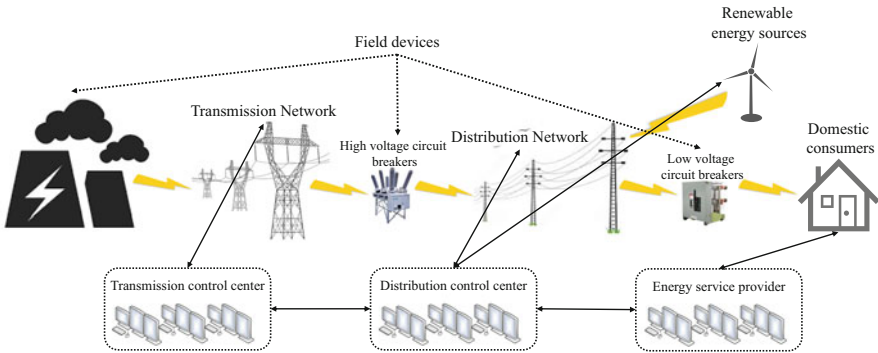 Renewable
energy sources
Field devices
Transmission Network
High voltage circuit
breakers
Distribution Network
Low voltage
circuit breakers
Domestic
consumers
Transmission control center
Distribution control center
Energy service provider